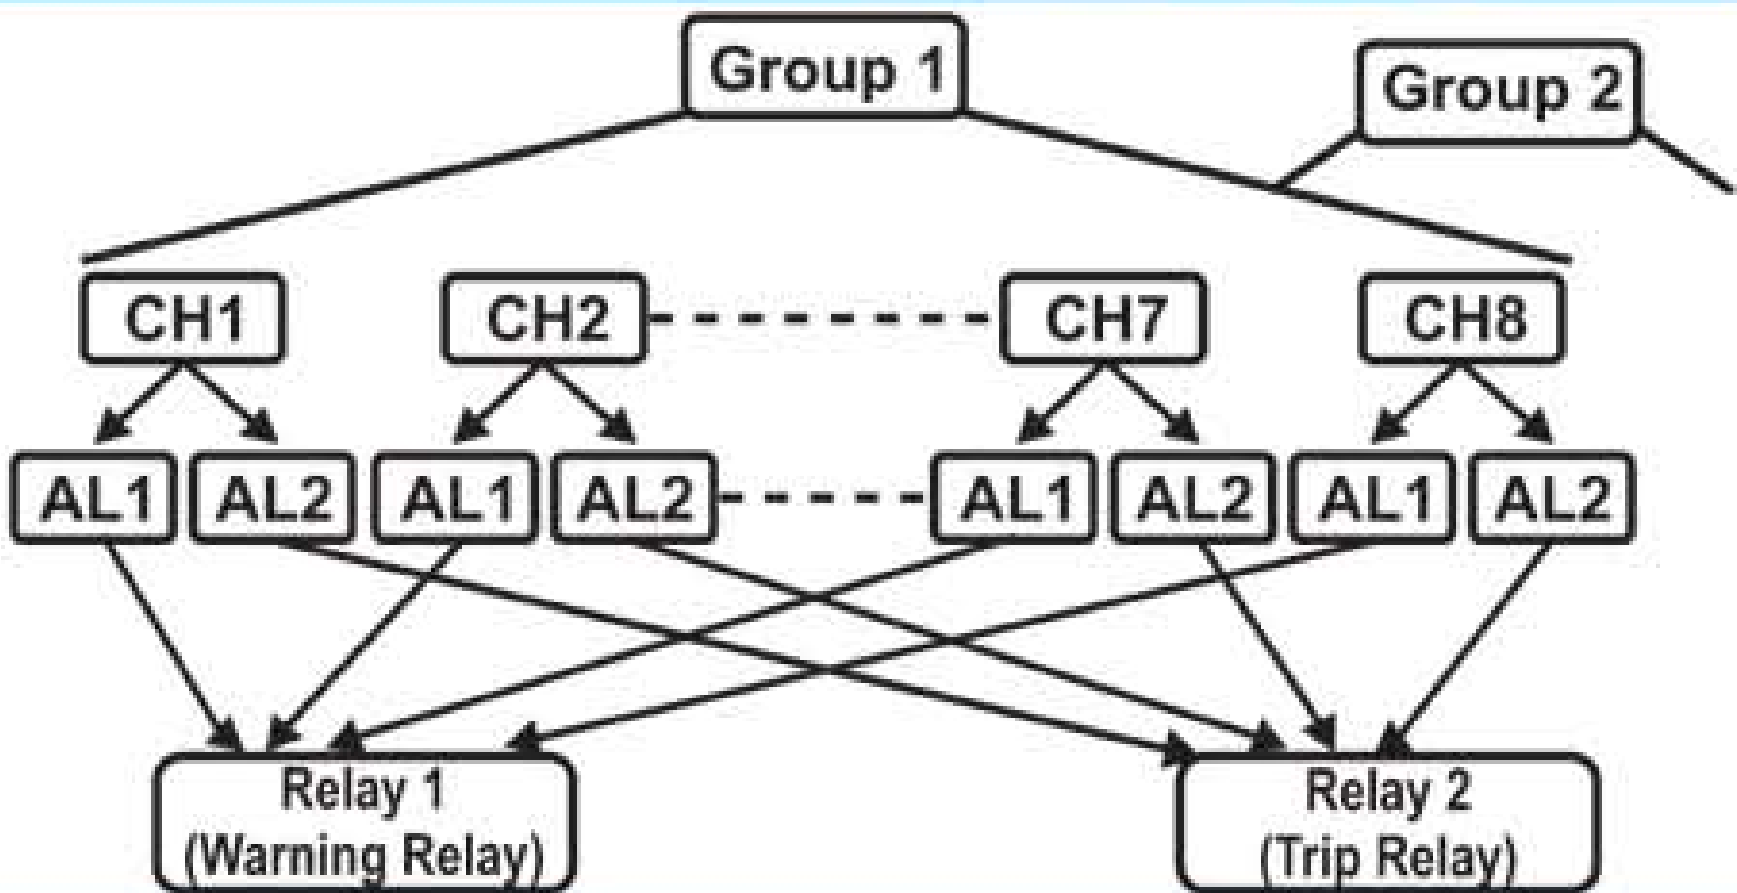 Group 1
Group 2
CH1
CH2
CH7
CH8
AL1
AL2
AL1
AL2
AL1
AL2
AL1
AL2
Relay 1
(Warning Relay)
Relay 2
(Trip Relay)